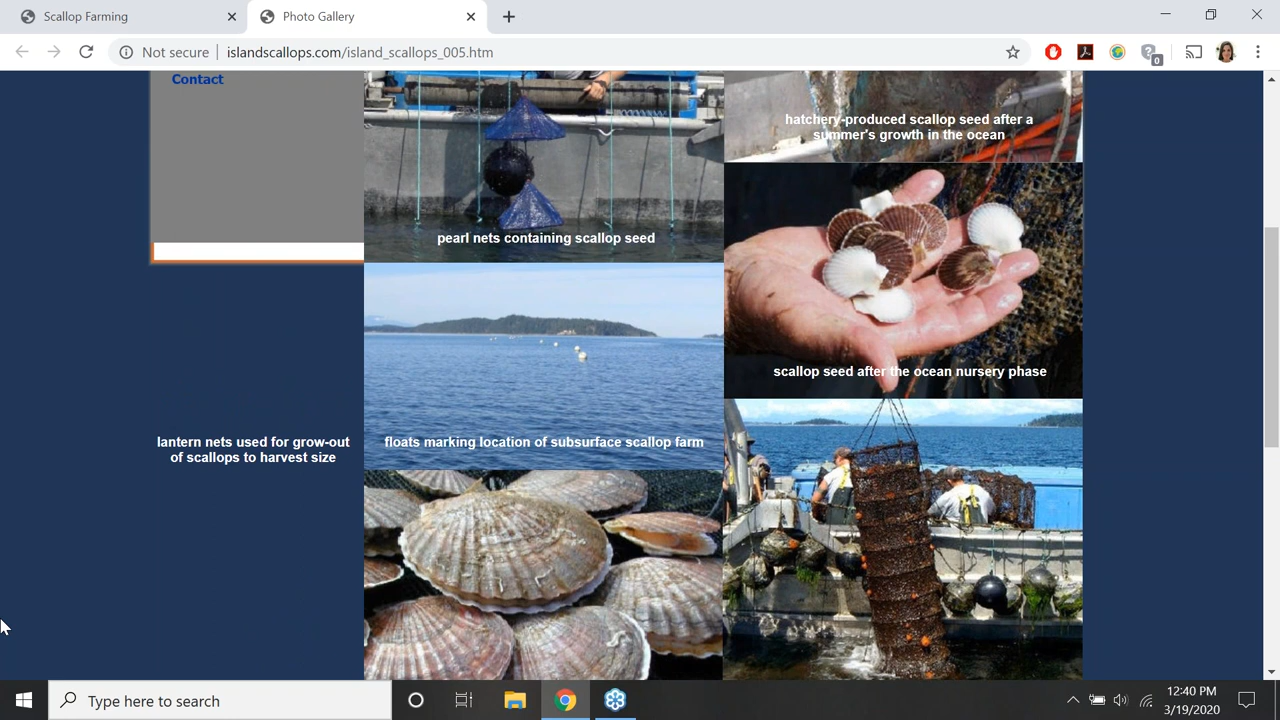 Scallop Farming
Photo Gallery
Not secure
islandscallops.com/island_scallops_005.htm
0
Contact
hatchery-produced scallop seed after a
summer's growth in the ocean
pearl nets containing scallop seed
scallop seed after the ocean nursery phase
lantern nets used for grow-out
of scallops to harvest size
floats marking location of subsurface scallop farm
Type here to search
12:40 PM
3/19/2020